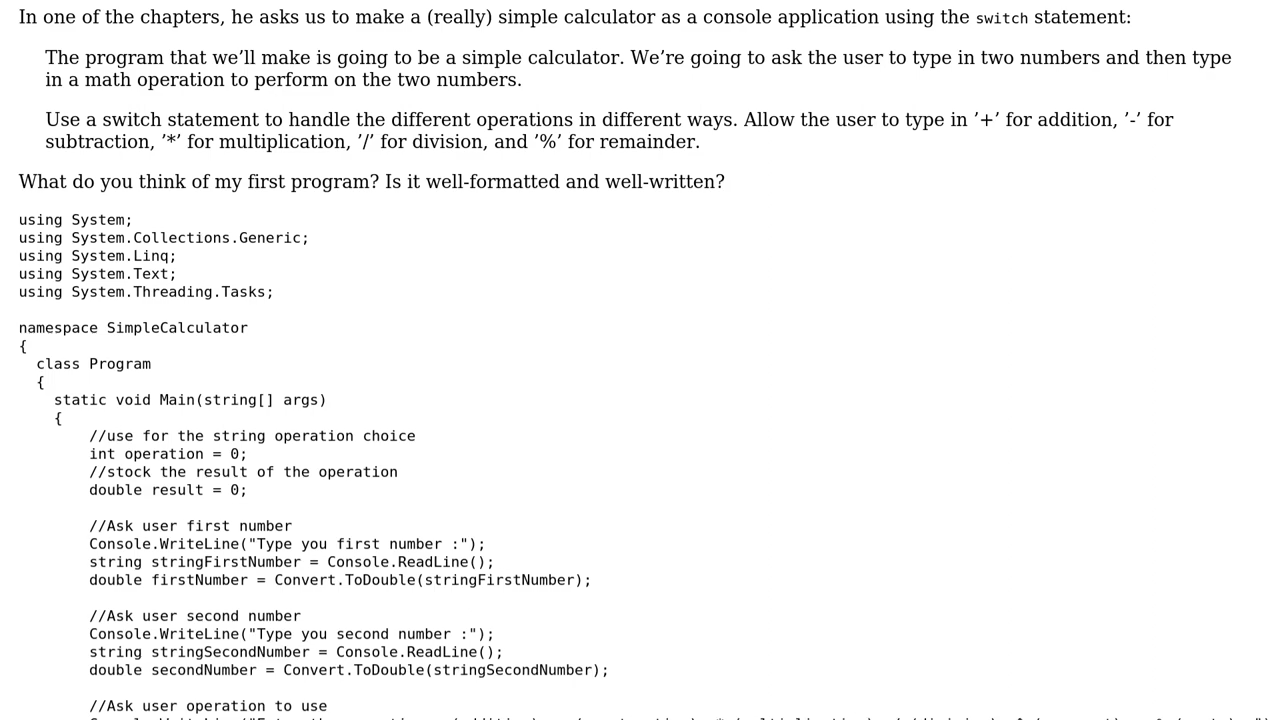 In one of the chapters, he asks us to make a (really) simple calculator as a console application using the switch statement:
The program that we’ll make is going to be a simple calculator. We’re going to ask the user to type in two numbers and then type
in a math operation to perform on the two numbers.
Use a switch statement to handle the different operations in different ways. Allow the user to type in ’+’ for addition, ’-’ for
subtraction, ’*’ for multiplication, ’/’ for division, and ’%’ for remainder.
What do you think of my first program? Is it well-formatted and well-written?
using System;
using System.Collections.Generic;
using System.Linq;
using System.Text;
using System.Threading.Tasks;
namespace SimpleCalculator
{
class Program
{
static void Main(string[] args)
{
//use for the string operation choice
int operation = 0;
//stock the result of the operation
double result = 0;
//Ask user first number
Console.WriteLine("Type you first number :");
string stringFirstNumber = Console.ReadLine();
double firstNumber = Convert.ToDouble(stringFirstNumber);
//Ask user second number
Console.WriteLine("Type you second number :");
string stringSecondNumber = Console.ReadLine();
double secondNumber = Convert.ToDouble(stringSecondNumber);
//Ask user operation to use